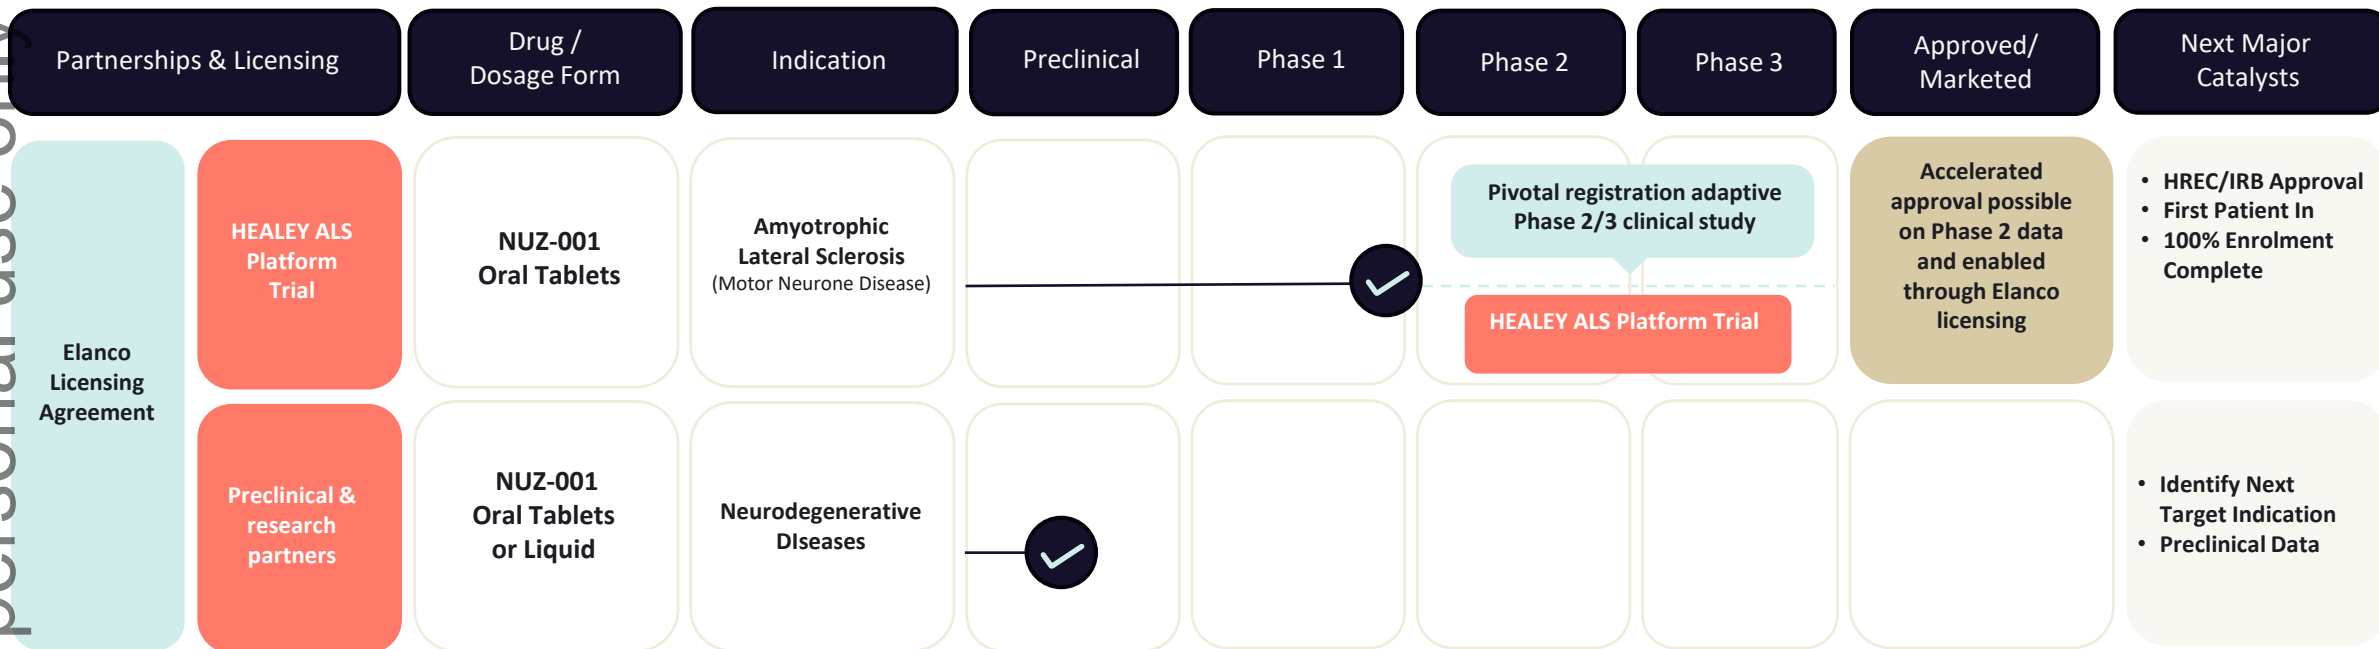 Partnerships & Licensing
Drug /
Dosage Form
Indication
Preclinical
Phase 1
Phase 2
Phase 3
Approved/
Marketed
Next Major
Catalysts
Elanco
Licensing
Agreement
HEALEY ALS
Platform
Trial
NUZ-001
Oral Tablets
Amyotrophic
Lateral Sclerosis
(Motor Neurone Disease)
Pivotal registration adaptive
Phase 2/3 clinical study
HEALEY ALS Platform Trial
Accelerated
approval possible
on Phase 2 data
and enabled
through Elanco
licensing
• HREC/IRB Approval
• First Patient In
• 100% Enrolment
Complete
Preclinical &
research
partners
NUZ-001
Oral Tablets
or Liquid
Neurodegenerative
DIseases
• Identify Next
Target Indication
• Preclinical Data
personal use only